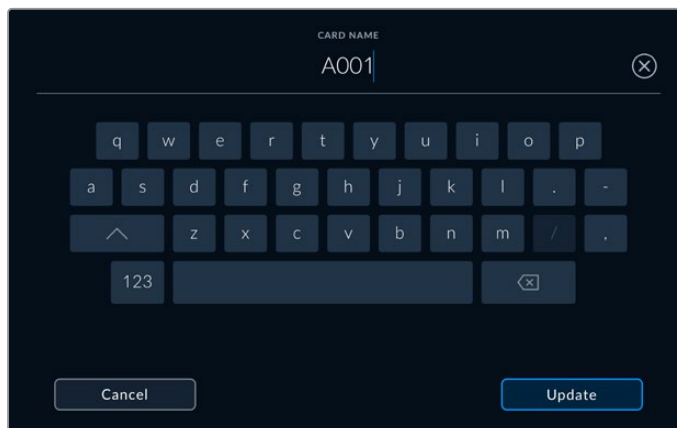 CARD NAME
A001
q w e r t y u i o p
a s d f g h j k l . -
z x c v b n m / ,
123
Cancel Update